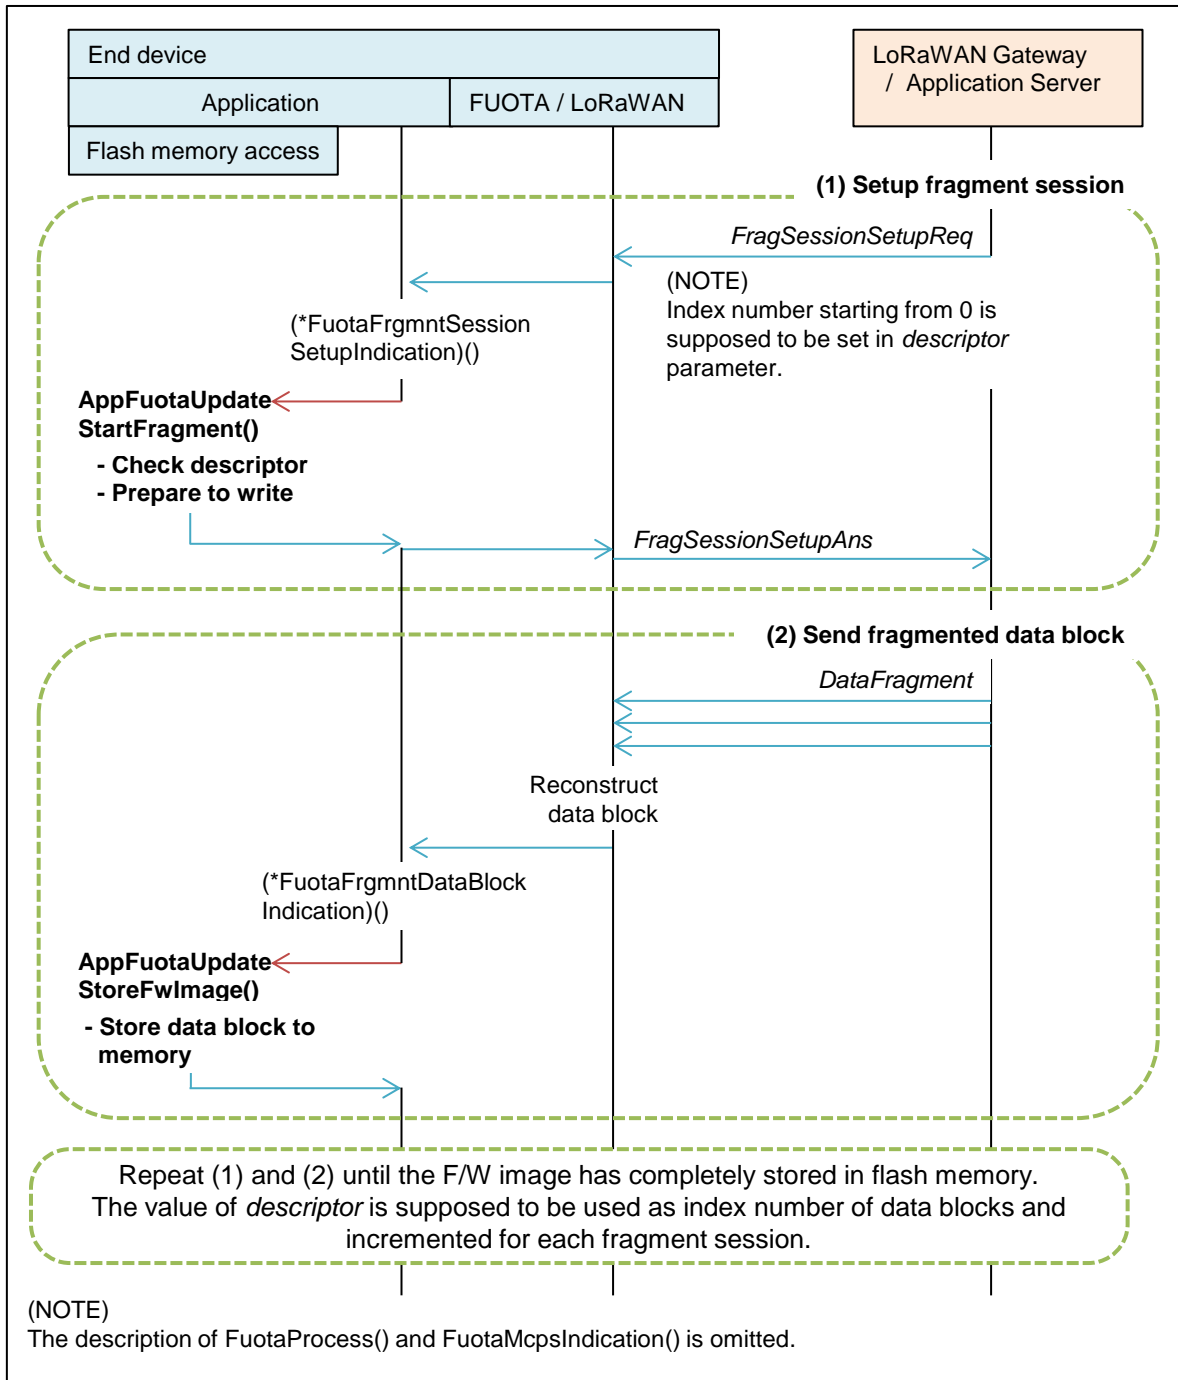 End device
LoRaWAN Gateway
/ Application Server
Application
FUOTA / LoRaWAN
Flash memory access
(1) Setup fragment session
FragSessionSetupReq
(NOTE)
Index number starting from 0 is
supposed to be set in descriptor
parameter.
(*FuotaFrgmntSession
SetupIndication)()
AppFuotaUpdate
StartFragment()
- Check descriptor
- Prepare to write
FragSessionSetupAns
(2) Send fragmented data block
DataFragment
Reconstruct
data block
(*FuotaFrgmntDataBlock
Indication)()
AppFuotaUpdate
StoreFwImage()
- Store data block to
memory
Repeat (1) and (2) until the F/W image has completely stored in flash memory.
The value of descriptor is supposed to be used as index number of data blocks and
incremented for each fragment session.
(NOTE)
The description of FuotaProcess() and FuotaMcpsIndication() is omitted.